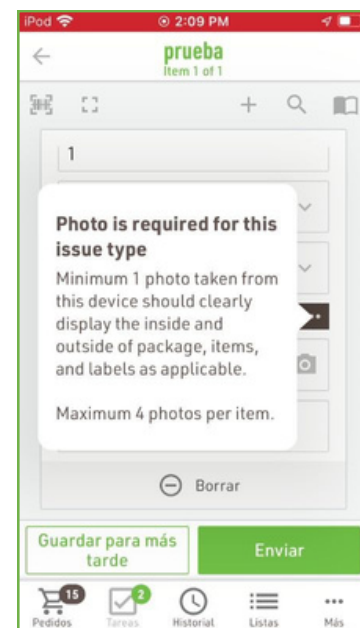 iPod 2:09 PM
prueba
Item 1 of 1
1
Photo is required for this
issue type
Minimum 1 photo taken from
this device should clearly
display the inside and
outside of package, items,
and labels as applicable.
Maximum 4 photos per item.
Borrar
Guardar para más
tarde
Enviar
15
2
Pedidos Tareas Historial Listas Más